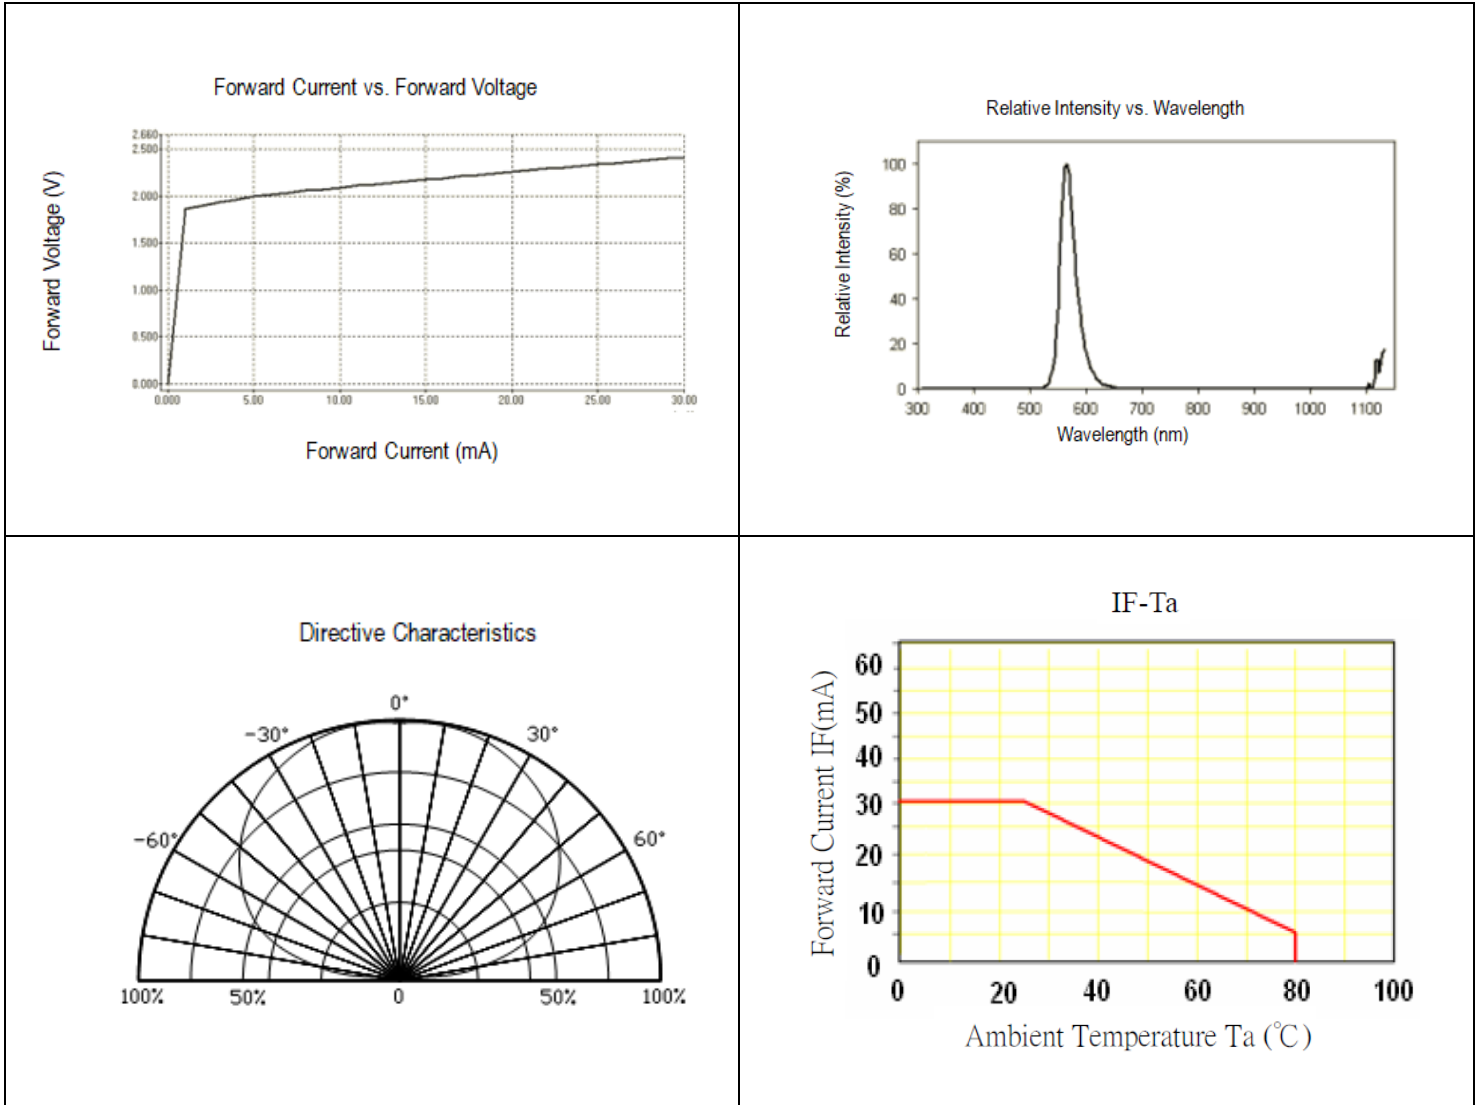 Forward Current vs. Forward Voltage
Forward Voltage (V)
2.660
2.500
2.000
1.500
1.000
0.500
0.000
0.000 5.00 10.00 15.00 20.00 25.00 30.00
Forward Current (mA)
Relative Intensity vs. Wavelength
Relative Intensity (%)
100
80
60
40
20
0
300 400 500 600 700 800 900 1000 1100
Wavelength (nm)
Directive Characteristics
0°
-30° 30°
-60° 60°
100% 50% 0 50% 100%
IF-Ta
Forward Current IF(mA)
60
50
40
30
20
10
0
0 20 40 60 80 100
Ambient Temperature Ta (℃)